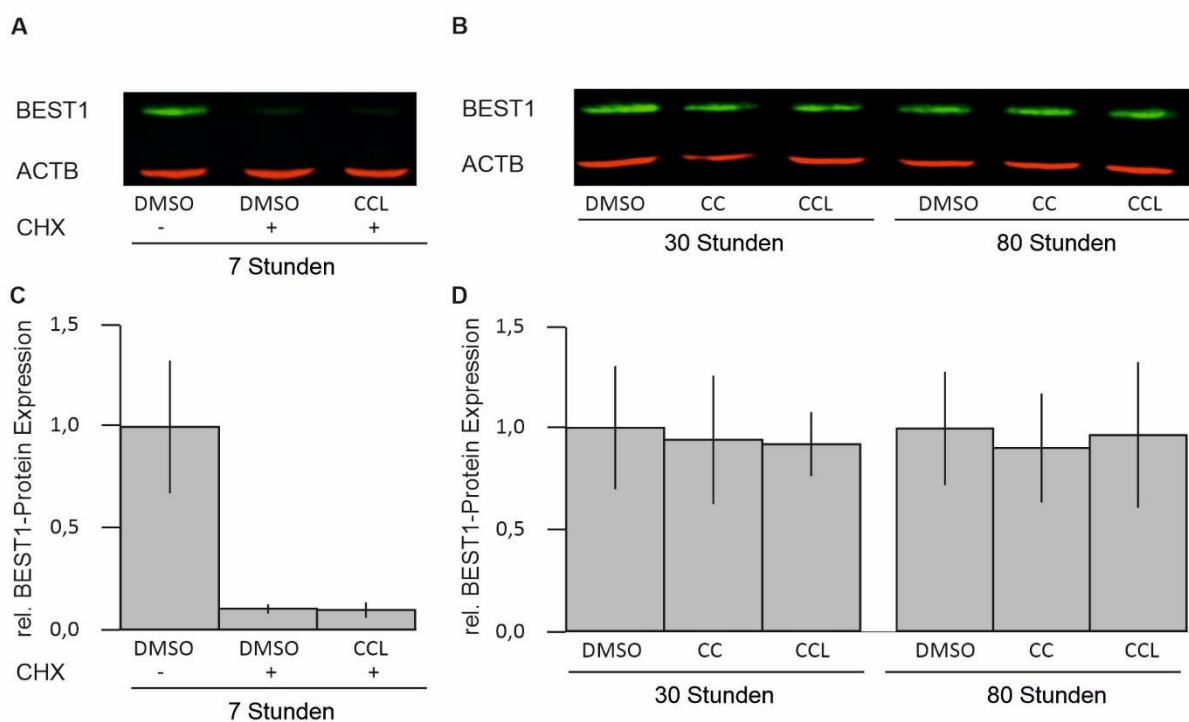 A
BEST1
ACTB
DMSO DMSO CCL
CHX - + +
7 Stunden
B
BEST1
ACTB
DMSO CC CCL DMSO CC CCL
30 Stunden 80 Stunden
C
rel. BEST1-Protein Expression
1,5
1,0
0,5
0,0
DMSO DMSO CCL
CHX - + +
7 Stunden
D
rel. BEST1-Protein Expression
1,5
1,0
0,5
0,0
DMSO CC CCL DMSO CC CCL
30 Stunden 80 Stunden